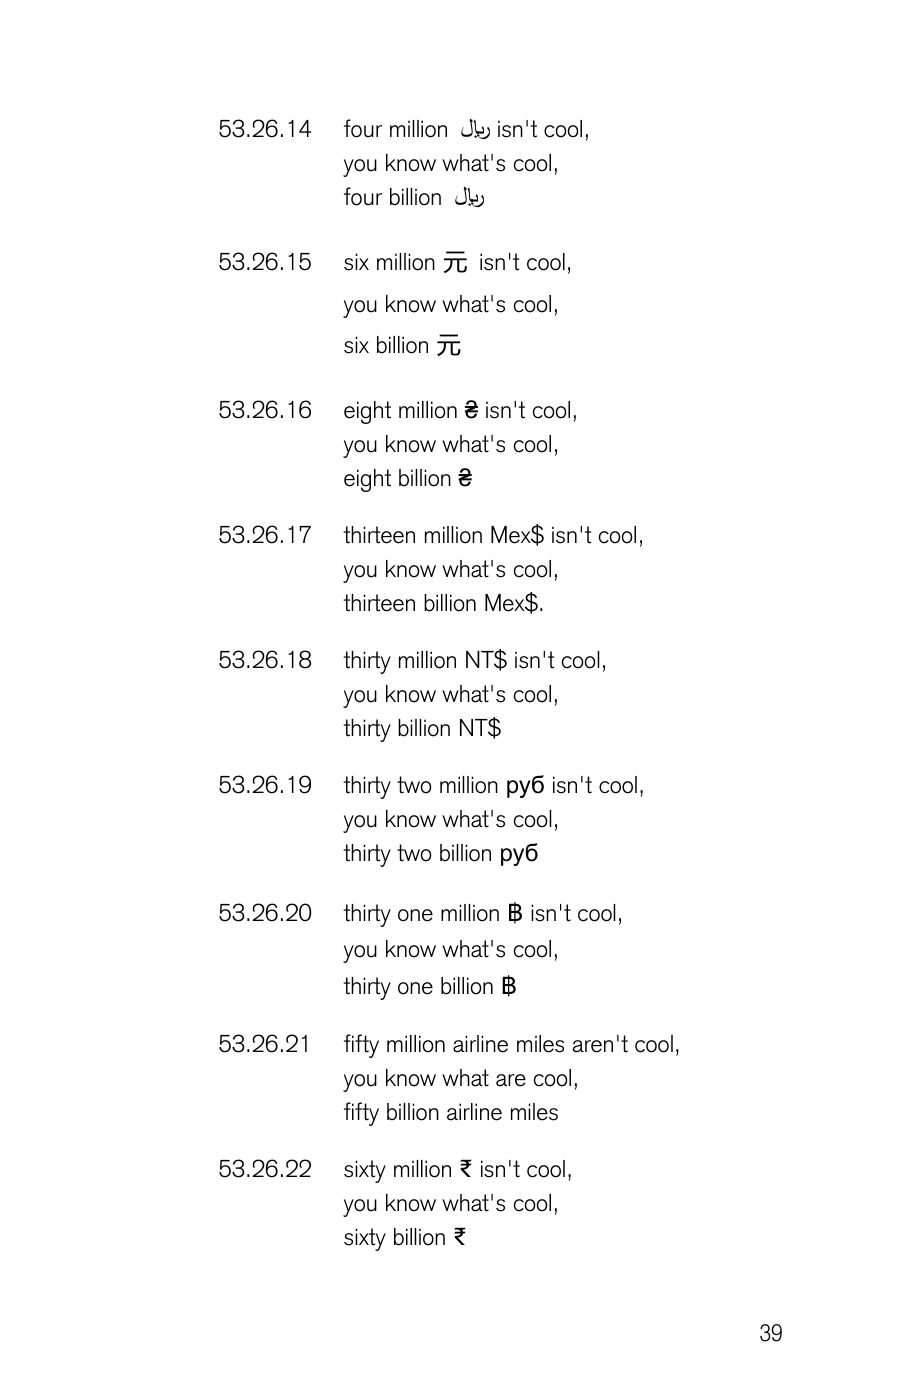 53.26.14 four million ﷼ isn't cool,
you know what's cool,
four billion ﷼
53.26.15 six million 元 isn't cool,
you know what's cool,
six billion 元
53.26.16 eight million ₴ isn't cool,
you know what's cool,
eight billion ₴
53.26.17 thirteen million Mex$ isn't cool,
you know what's cool,
thirteen billion Mex$.
53.26.18 thirty million NT$ isn't cool,
you know what's cool,
thirty billion NT$
53.26.19 thirty two million руб isn't cool,
you know what's cool,
thirty two billion руб
53.26.20 thirty one million ฿ isn't cool,
you know what's cool,
thirty one billion ฿
53.26.21 fifty million airline miles aren't cool,
you know what are cool,
fifty billion airline miles
53.26.22 sixty million ₹ isn't cool,
you know what's cool,
sixty billion ₹
39